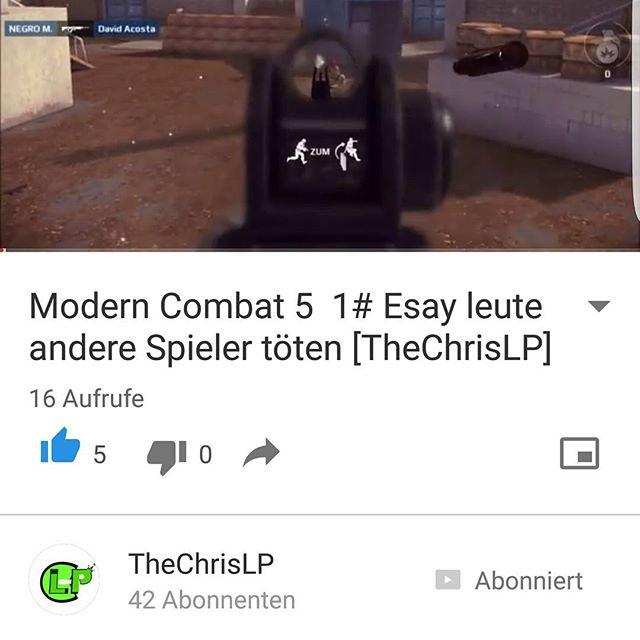 NEGRO M. David Acosta
0
ZUM
Modern Combat 5 1# Esay leute
andere Spieler töten [TheChrisLP]
16 Aufrufe
5 0
LP
TheChrisLP
42 Abonnenten
Abonniert